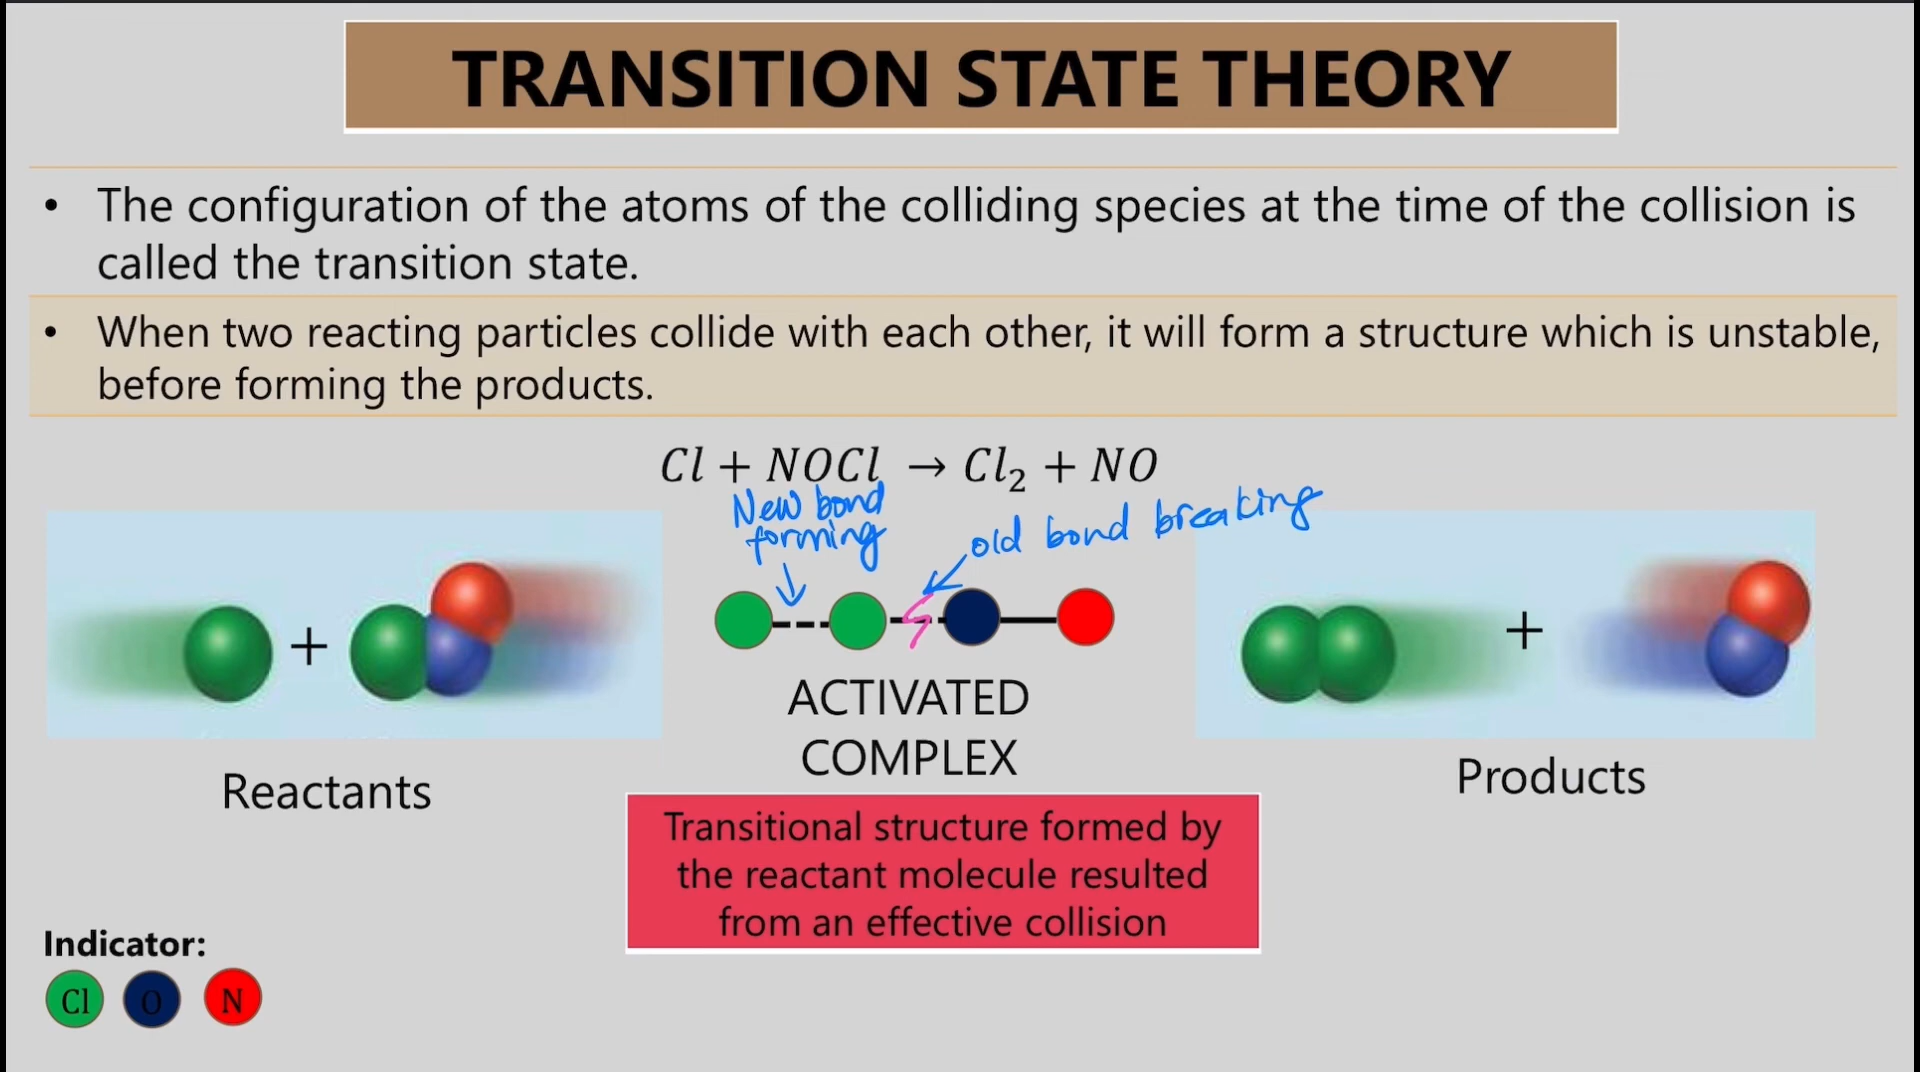 TRANSITION STATE THEORY
• The configuration of the atoms of the colliding species at the time of the collision is
called the transition state.
• When two reacting particles collide with each other, it will form a structure which is unstable,
before forming the products.
Cl + NOCl → Cl₂ + NO
New bond
forming
old bond breaking
+
+
ACTIVATED
COMPLEX
Reactants
Products
Transitional structure formed by
the reactant molecule resulted
from an effective collision
Indicator:
Cl O N